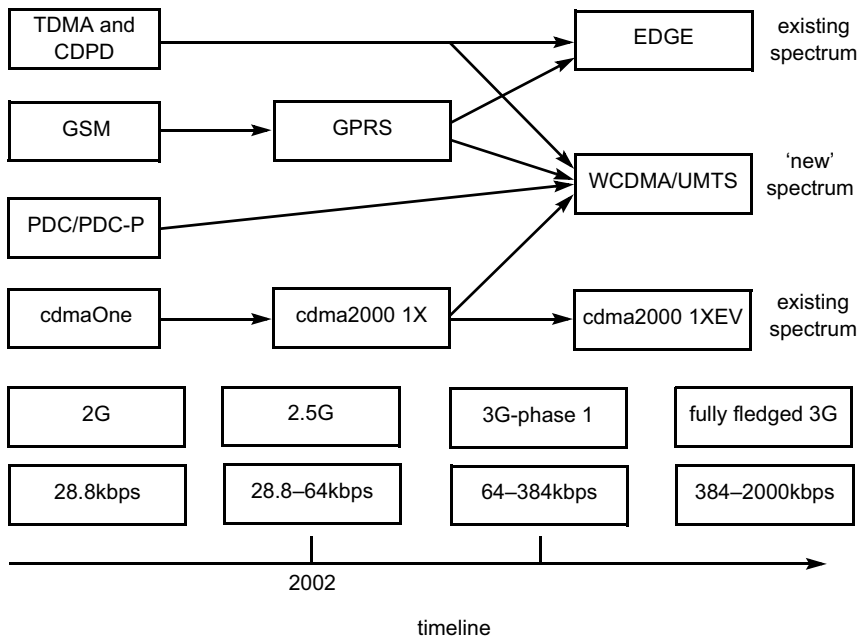 TDMA and
CDPD
EDGE
existing
spectrum
GSM
GPRS
WCDMA/UMTS
‘new’
spectrum
PDC/PDC-P
cdmaOne
cdma2000 1X
cdma2000 1XEV
existing
spectrum
2G
2.5G
3G-phase 1
fully fledged 3G
28.8kbps
28.8–64kbps
64–384kbps
384–2000kbps
2002
timeline